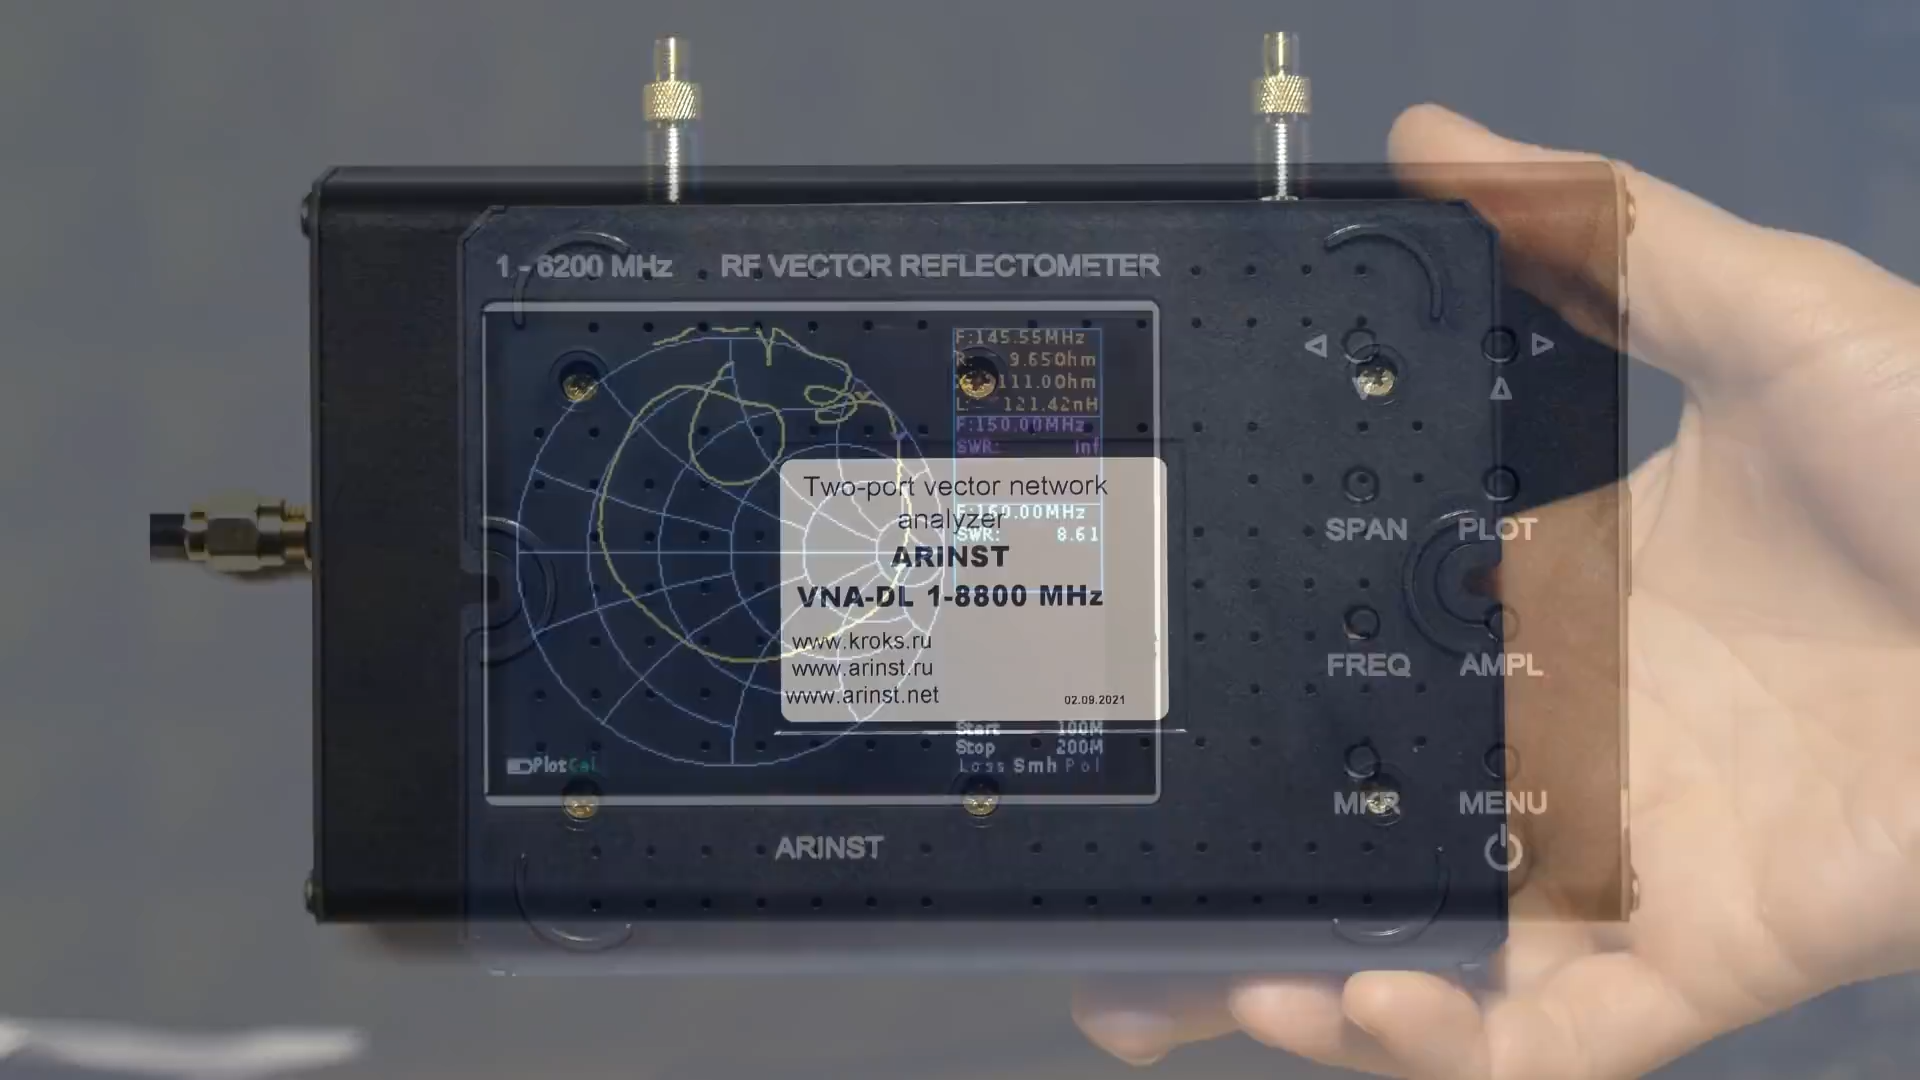 1 - 6200 MHz RF VECTOR REFLECTOMETER
F:145.55MHz
R: 9.65Ohm
111.0Ohm
L: 121.42nH
F:150.00MHz
SWR: inf
F:160.00MHz
SWR: 8.61
Two-port vector network
analyzer
ARINST
VNA-DL 1-8800 MHz
www.kroks.ru
www.arinst.ru
www.arinst.net
02.09.2021
Start 100M
Stop 200M
Loss Smh Pol
Plot Cal
ARINST
SPAN PLOT
FREQ AMPL
MKR MENU